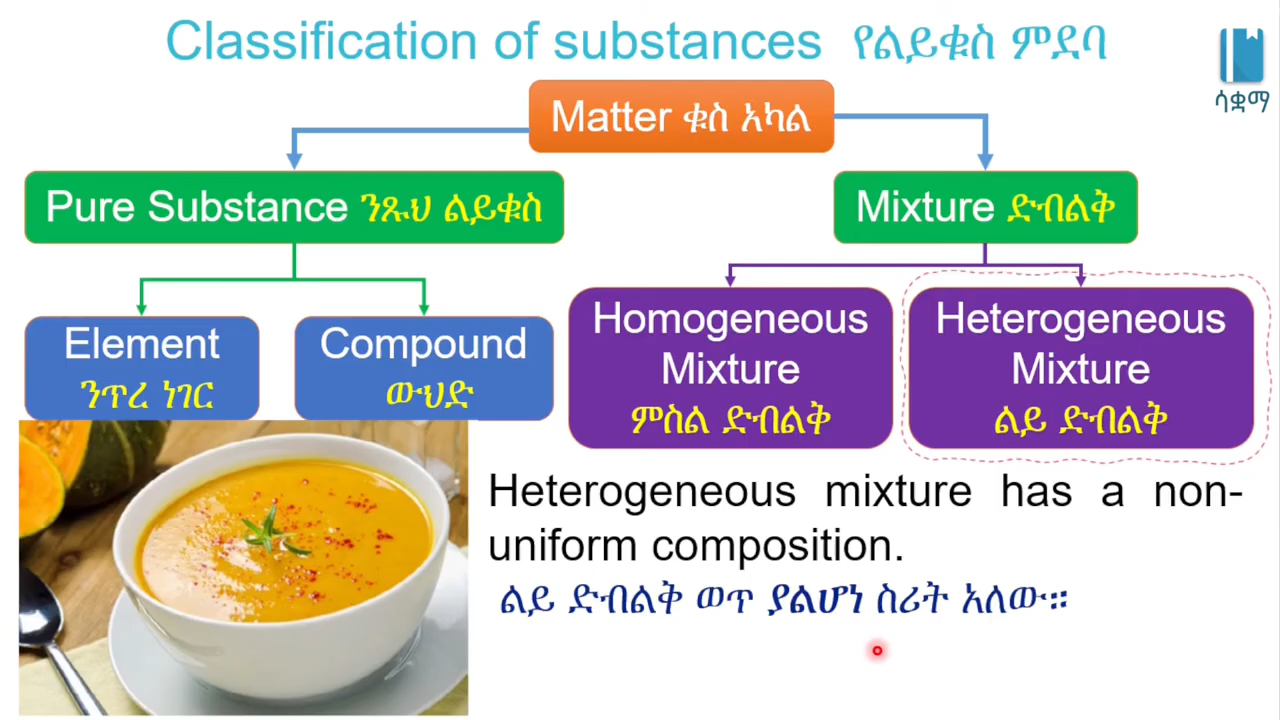 Classification of substances የልይቁስ ምደባ
ሳቋማ
Matter ቁስ አካል
Pure Substance ንጹህ ልይቁስ
Mixture ድብልቅ
Element
ንጥረ ነገር
Compound
ውህድ
Homogeneous
Mixture
ምስል ድብልቅ
Heterogeneous
Mixture
ልይ ድብልቅ
Heterogeneous mixture has a non-
uniform composition.
ልይ ድብልቅ ወጥ ያልሆነ ስሪት አለው።